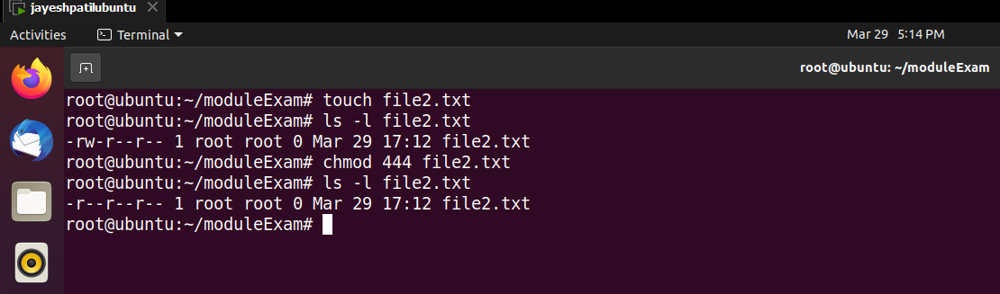 jayeshpatilubuntu
Activities Terminal Mar 29 5:14 PM
root@ubuntu: ~/moduleExam
root@ubuntu:~/moduleExam# touch file2.txt
root@ubuntu:~/moduleExam# ls -l file2.txt
-rw-r--r-- 1 root root 0 Mar 29 17:12 file2.txt
root@ubuntu:~/moduleExam# chmod 444 file2.txt
root@ubuntu:~/moduleExam# ls -l file2.txt
-r--r--r-- 1 root root 0 Mar 29 17:12 file2.txt
root@ubuntu:~/moduleExam#